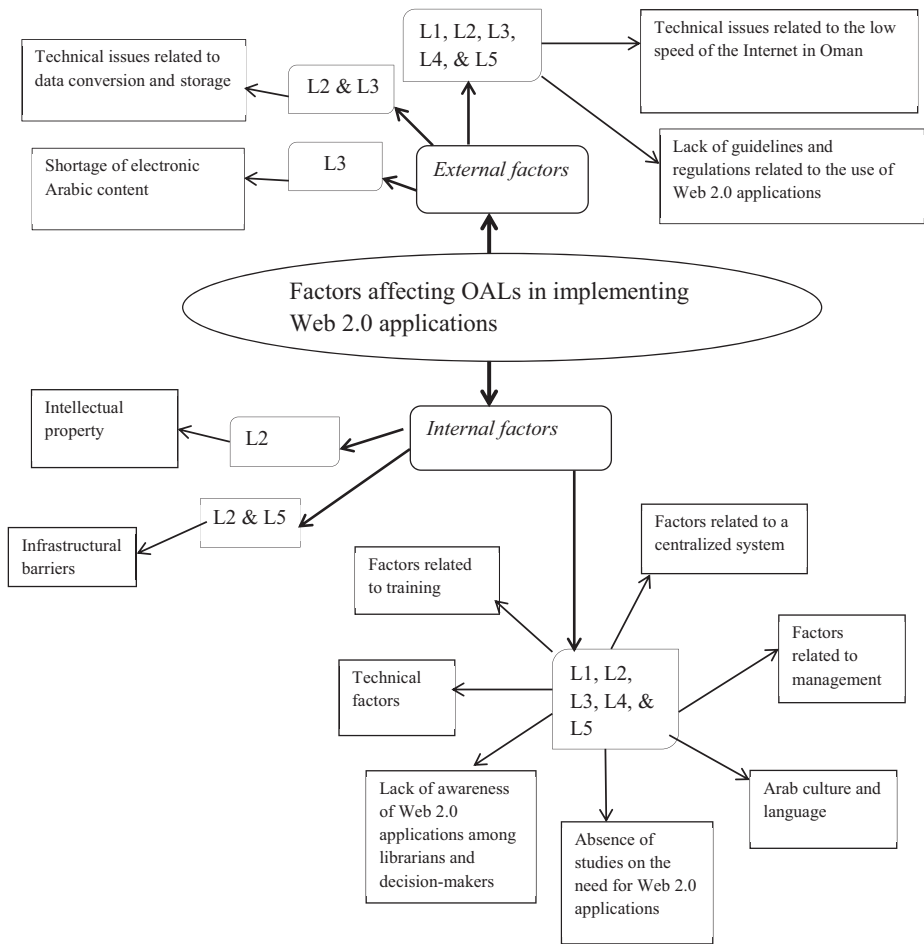 Technical issues related to
data conversion and storage
L2 & L3
L1, L2, L3,
L4, & L5
Technical issues related to the low
speed of the Internet in Oman
Shortage of electronic
Arabic content
L3
External factors
Lack of guidelines and
regulations related to the use of
Web 2.0 applications
Factors affecting OALs in implementing
Web 2.0 applications
Intellectual
property
L2
Internal factors
Infrastructural
barriers
L2 & L5
Factors related
to training
Factors related to a
centralized system
Technical
factors
L1, L2,
L3, L4, &
L5
Factors
related to
management
Lack of awareness
of Web 2.0
applications among
librarians and
decision-makers
Absence of
studies on the
need for Web 2.0
applications
Arab culture and
language